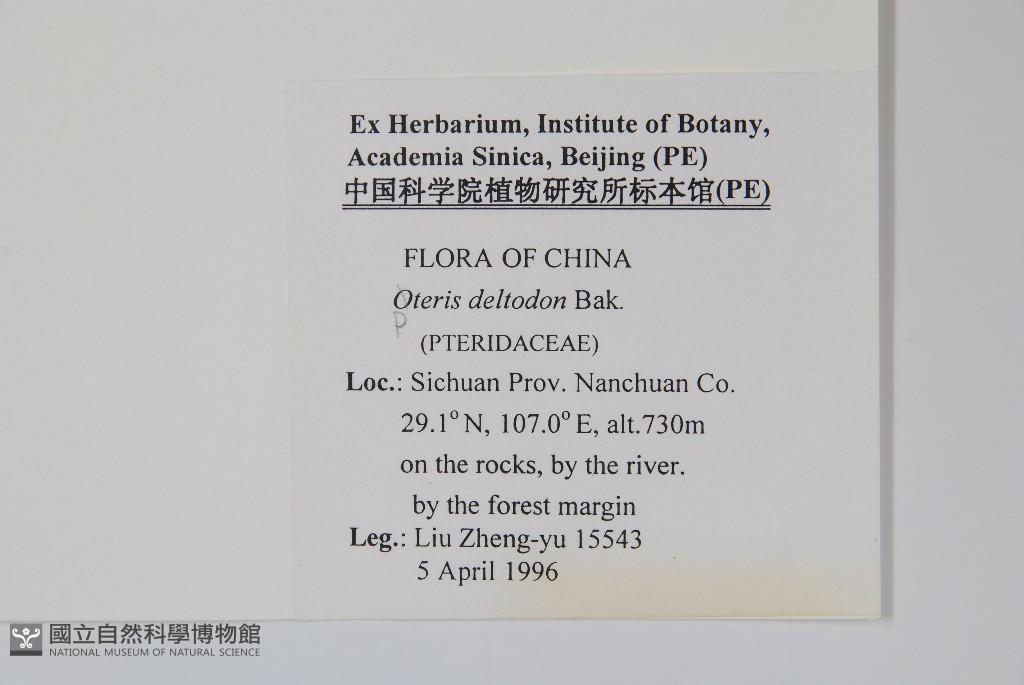 Ex Herbarium, Institute of Botany,
Academia Sinica, Beijing (PE)
中国科学院植物研究所标本馆(PE)
FLORA OF CHINA
Oteris deltodon Bak.
P
(PTERIDACEAE)
Loc.: Sichuan Prov. Nanchuan Co.
29.1° N, 107.0° E, alt.730m
on the rocks, by the river.
by the forest margin
Leg.: Liu Zheng-yu 15543
5 April 1996
國立自然科學博物館
NATIONAL MUSEUM OF NATURAL SCIENCE